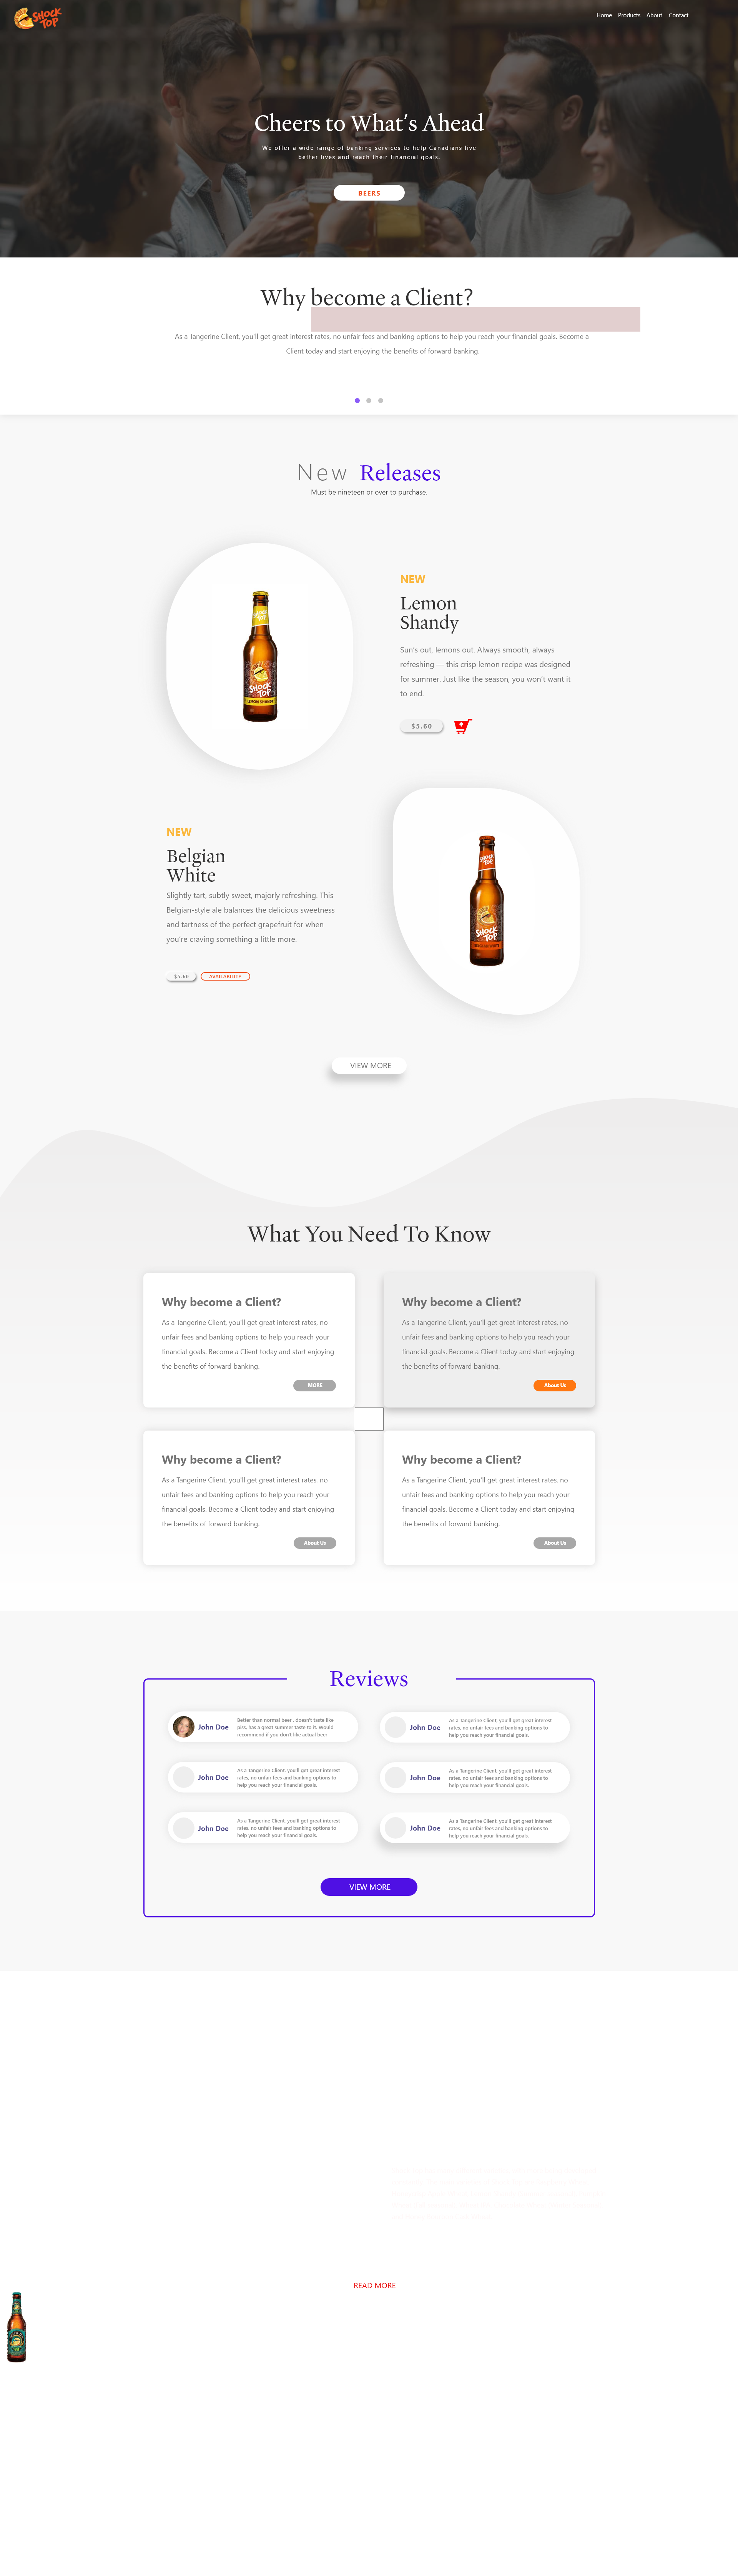 SHOCK
TOP
Home Products About Contact
Cheers to What's Ahead
We offer a wide range of banking services to help Canadians live
better lives and reach their financial goals.
BEERS
Why become a Client?
As a Tangerine Client, you'll get great interest rates, no unfair fees and banking options to help you reach your financial goals. Become a
Client today and start enjoying the benefits of forward banking.
New Releases
Must be nineteen or over to purchase.
SHOCK
TOP
LEMON SHANDY
NEW
Lemon
Shandy
Sun's out, lemons out. Always smooth, always
refreshing — this crisp lemon recipe was designed
for summer. Just like the season, you won't want it
to end.
$5.60
NEW
Belgian
White
Slightly tart, subtly sweet, majorly refreshing. This
Belgian-style ale balances the delicious sweetness
and tartness of the perfect grapefruit for when
you're craving something a little more.
$5.60 AVAILABILITY
SHOCK
TOP
SHOCK
TOP
VIEW MORE
What You Need To Know
Why become a Client?
As a Tangerine Client, you'll get great interest rates, no
unfair fees and banking options to help you reach your
financial goals. Become a Client today and start enjoying
the benefits of forward banking.
MORE
Why become a Client?
As a Tangerine Client, you'll get great interest rates, no
unfair fees and banking options to help you reach your
financial goals. Become a Client today and start enjoying
the benefits of forward banking.
About Us
Why become a Client?
As a Tangerine Client, you'll get great interest rates, no
unfair fees and banking options to help you reach your
financial goals. Become a Client today and start enjoying
the benefits of forward banking.
About Us
Why become a Client?
As a Tangerine Client, you'll get great interest rates, no
unfair fees and banking options to help you reach your
financial goals. Become a Client today and start enjoying
the benefits of forward banking.
About Us
Reviews
John Doe
Better than normal beer , doesn't taste like
piss, has a great summer taste to it. Would
recommend if you don't like actual beer
John Doe
As a Tangerine Client, you'll get great interest
rates, no unfair fees and banking options to
help you reach your financial goals.
John Doe
As a Tangerine Client, you'll get great interest
rates, no unfair fees and banking options to
help you reach your financial goals.
John Doe
As a Tangerine Client, you'll get great interest
rates, no unfair fees and banking options to
help you reach your financial goals.
John Doe
As a Tangerine Client, you'll get great interest
rates, no unfair fees and banking options to
help you reach your financial goals.
John Doe
As a Tangerine Client, you'll get great interest
rates, no unfair fees and banking options to
help you reach your financial goals.
VIEW MORE
READ MORE